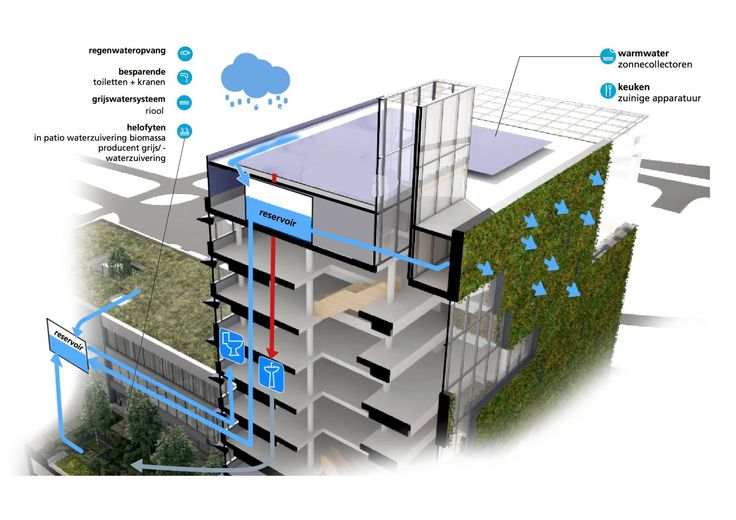 regenwateropvang
besparende
toiletten + kranen
grijswatersysteem
riool
helofyten
in patio waterzuivering biomassa
producent grijs/ -
waterzuivering
warmwater
zonnecollectoren
keuken
zuinige apparatuur
reservoir
reservoir